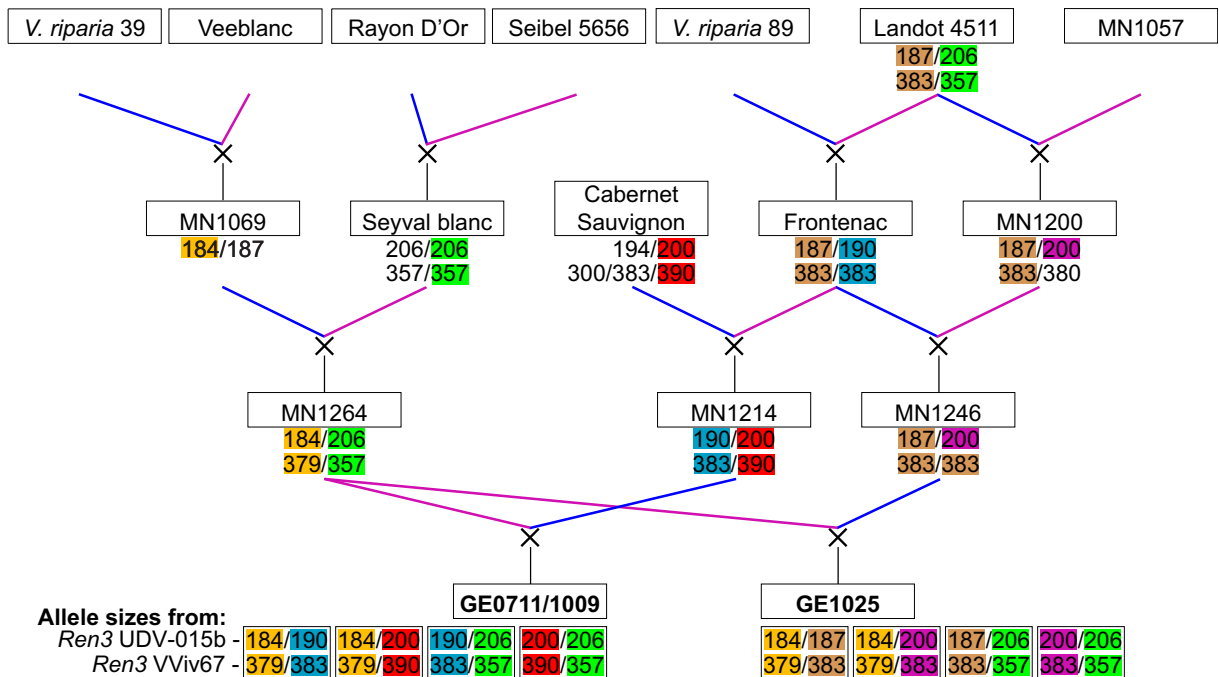 V. riparia 39 Veeblanc Rayon D'Or Seibel 5656 V. riparia 89 Landot 4511 MN1057
187/206
383/357
MN1069 Seyval blanc Cabernet Sauvignon Frontenac MN1200
184/187 206/206 194/200 187/190 187/200
357/357 300/383/390 383/383 383/380
MN1264 MN1214 MN1246
184/206 190/200 187/200
379/357 383/390 383/383
GE0711/1009 GE1025
Allele sizes from:
Ren3 UDV-015b - 184/190 184/200 190/206 200/206 184/187 184/200 187/206 200/206
Ren3 VViv67 - 379/383 379/390 383/357 390/357 379/383 379/383 383/357 383/357